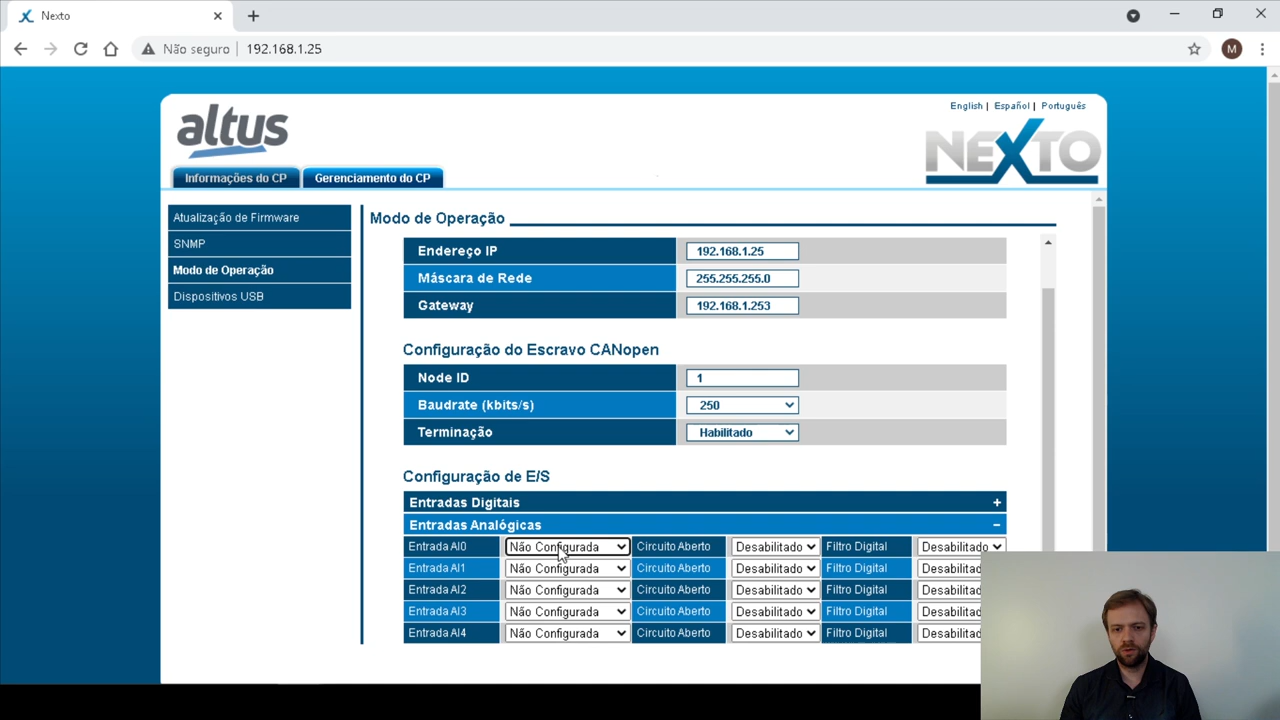 Nexto
Não seguro 192.168.1.25
M
English | Español | Português
altus
NEXTO
Informações do CP Gerenciamento do CP
Atualização de Firmware
SNMP
Modo de Operação
Dispositivos USB
Modo de Operação
Endereço IP 192.168.1.25
Máscara de Rede 255.255.255.0
Gateway 192.168.1.253
Configuração do Escravo CANopen
Node ID 1
Baudrate (kbits/s) 250
Terminação Habilitado
Configuração de E/S
Entradas Digitais +
Entradas Analógicas −
Entrada AI0 Não Configurada Circuito Aberto Desabilitado Filtro Digital Desabilitado
Entrada AI1 Não Configurada Circuito Aberto Desabilitado Filtro Digital Desabilita
Entrada AI2 Não Configurada Circuito Aberto Desabilitado Filtro Digital Desabilita
Entrada AI3 Não Configurada Circuito Aberto Desabilitado Filtro Digital Desabilita
Entrada AI4 Não Configurada Circuito Aberto Desabilitado Filtro Digital Desabilita